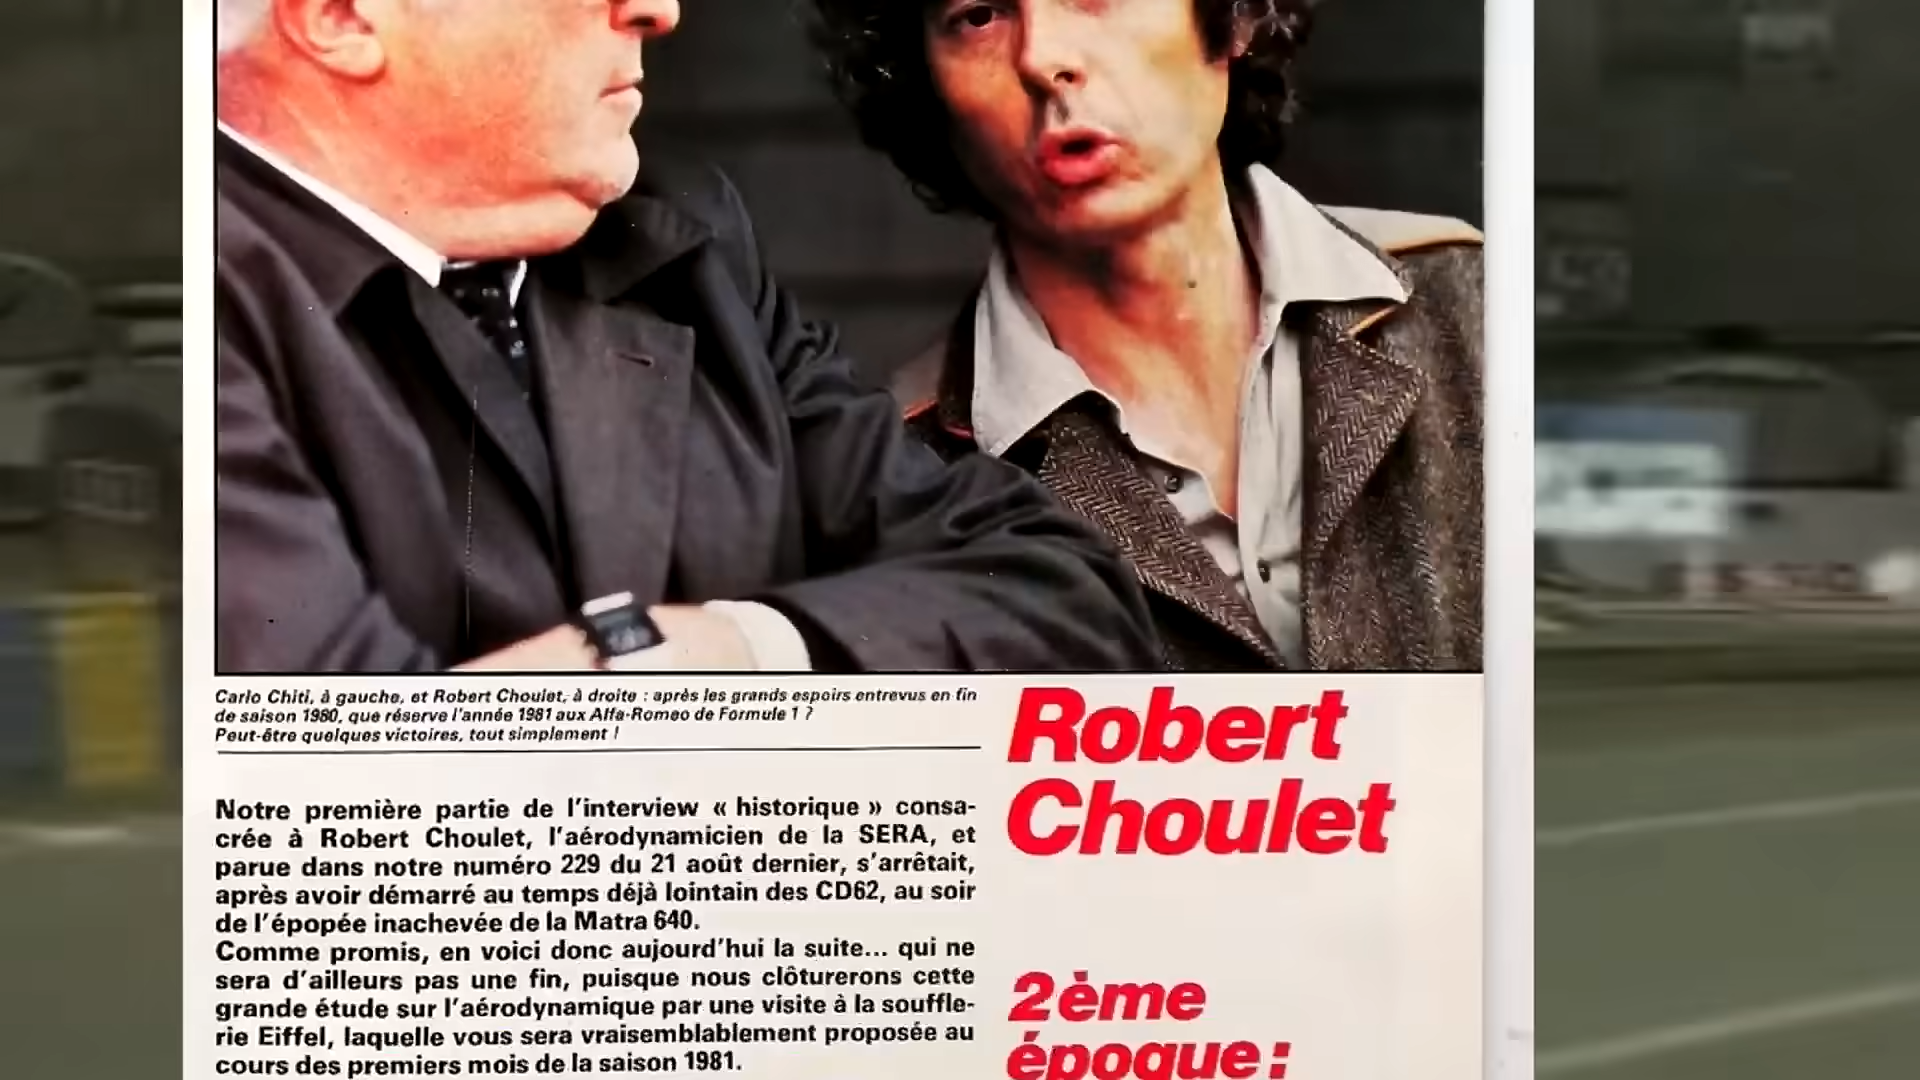 Carlo Chiti, à gauche, et Robert Choulet, à droite : après les grands espoirs entrevus en fin
de saison 1980, que réserve l'année 1981 aux Alfa-Romeo de Formule 1 ?
Peut-être quelques victoires, tout simplement !
Notre première partie de l'interview « historique » consa-
crée à Robert Choulet, l'aérodynamicien de la SERA, et
parue dans notre numéro 229 du 21 août dernier, s'arrêtait,
après avoir démarré au temps déjà lointain des CD62, au soir
de l'épopée inachevée de la Matra 640.
Comme promis, en voici donc aujourd'hui la suite... qui ne
sera d'ailleurs pas une fin, puisque nous clôturerons cette
grande étude sur l'aérodynamique par une visite à la souffle-
rie Eiffel, laquelle vous sera vraisemblablement proposée au
cours des premiers mois de la saison 1981.
Robert
Choulet
2ème
époque: